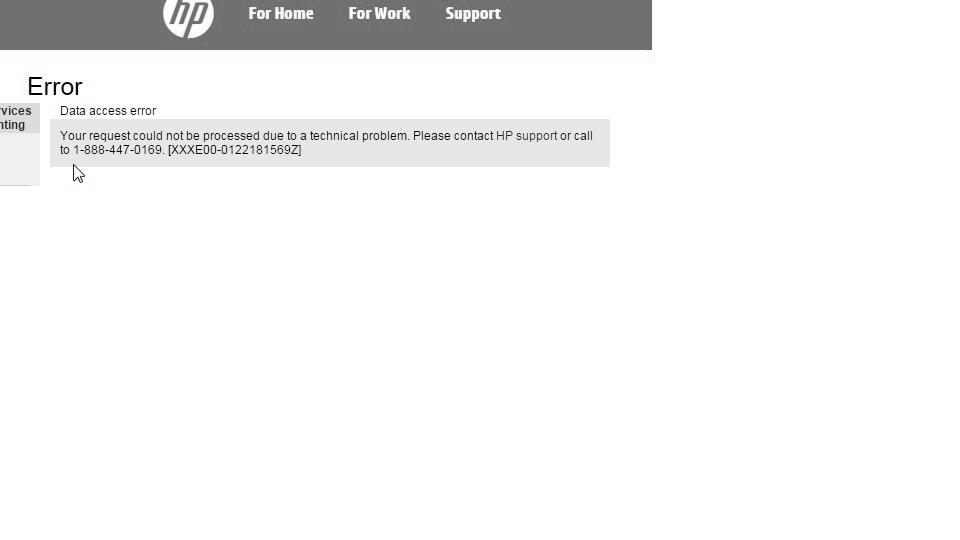 hp For Home For Work Support
Error
rvices
nting
Data access error
Your request could not be processed due to a technical problem. Please contact HP support or call
to 1-888-447-0169. [XXXE00-0122181569Z]